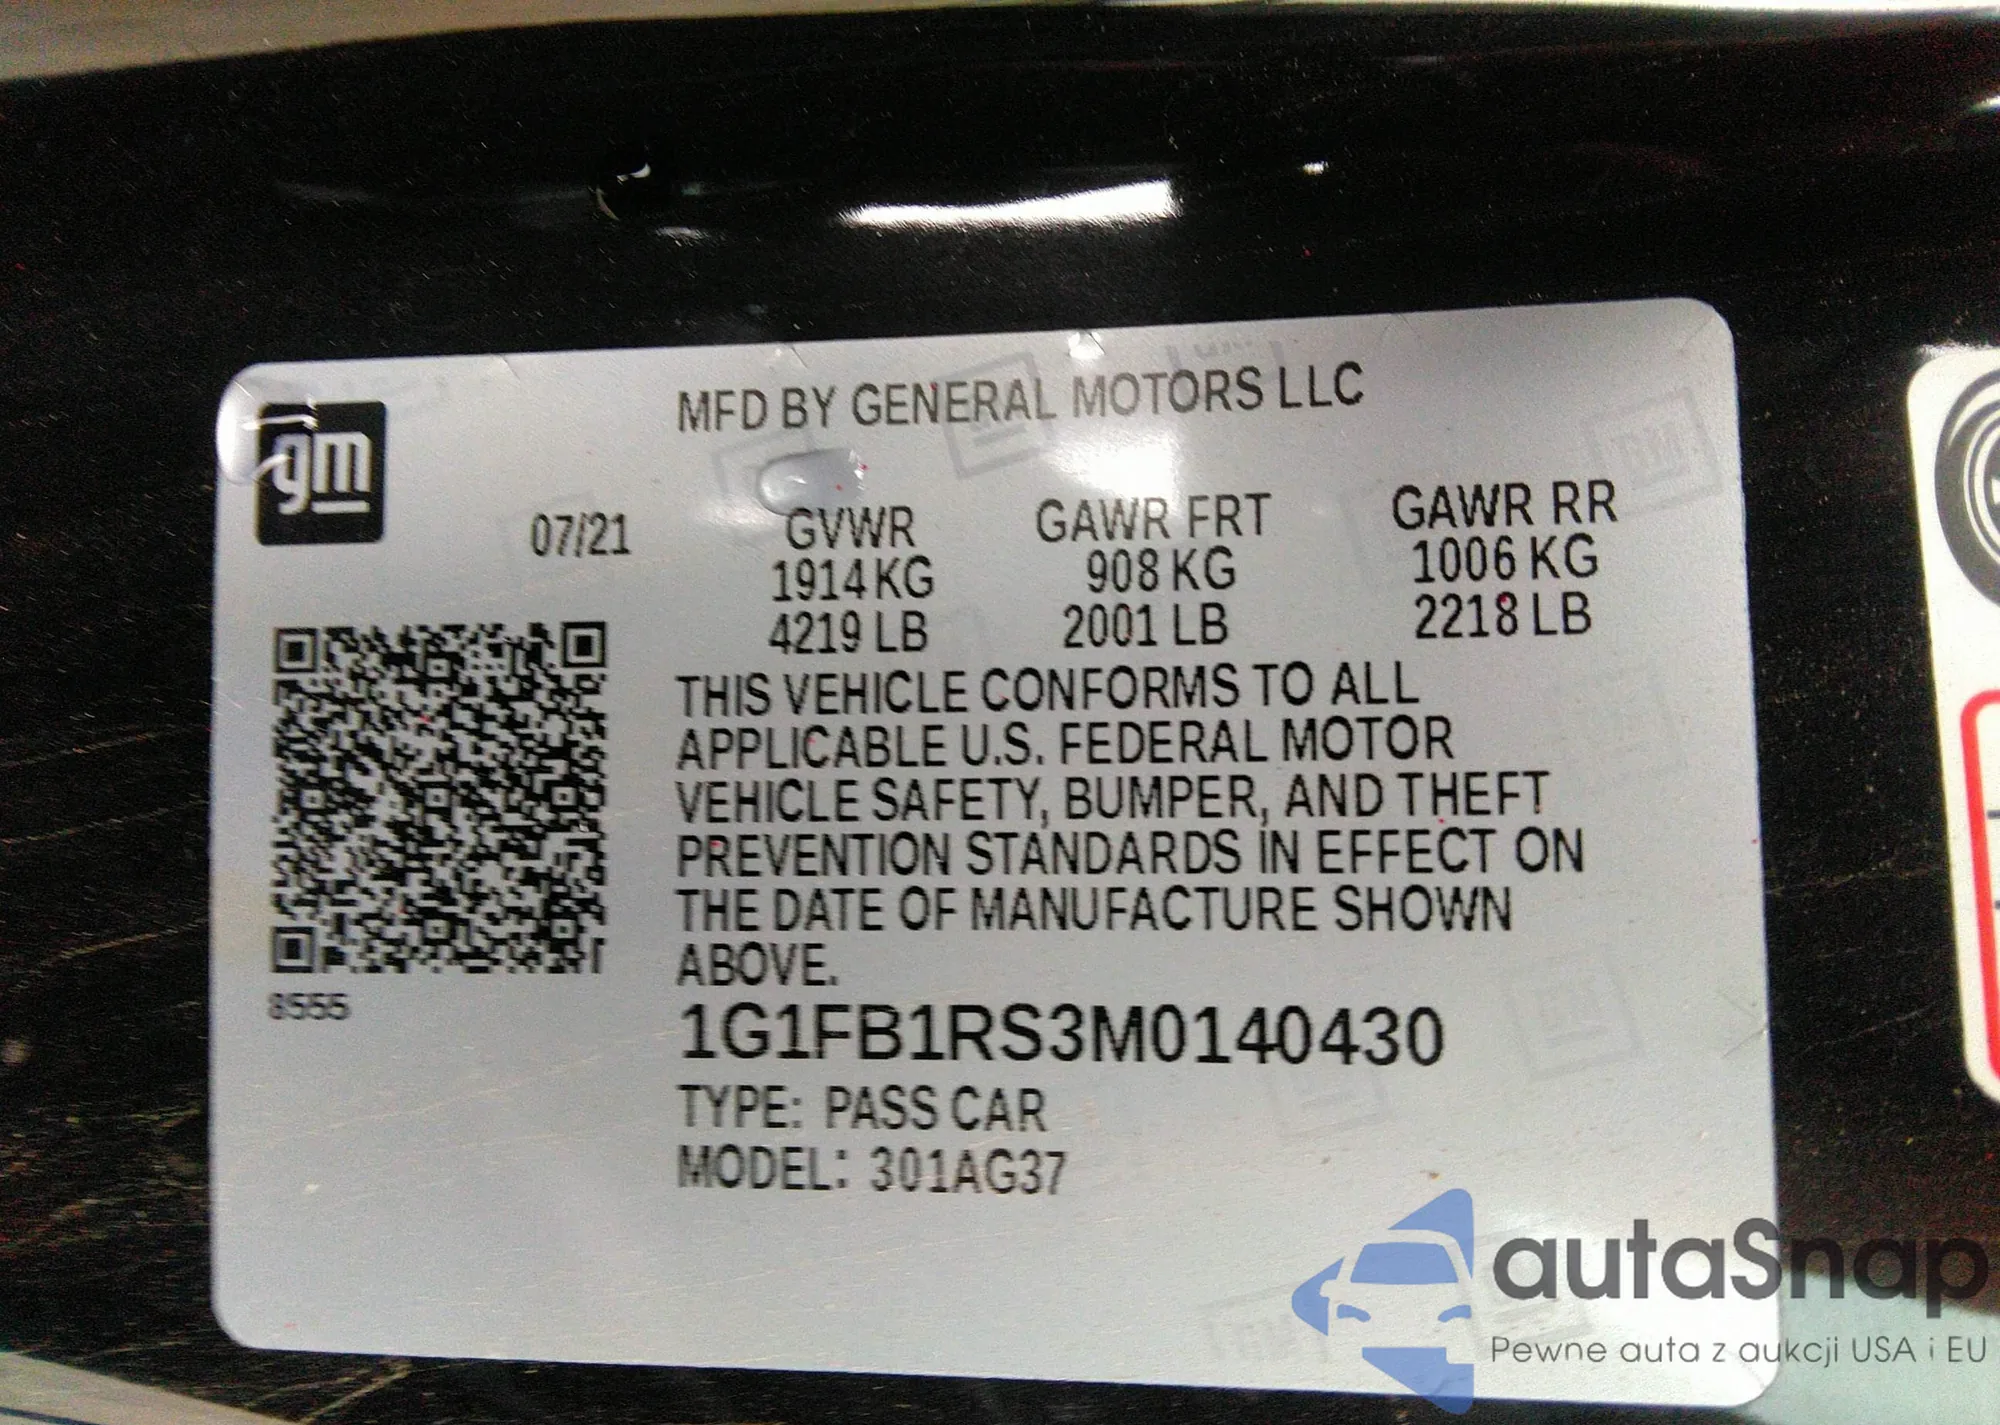 gm
MFD BY GENERAL MOTORS LLC
07/21
GVWR GAWR FRT GAWR RR
1914 KG 908 KG 1006 KG
4219 LB 2001 LB 2218 LB
THIS VEHICLE CONFORMS TO ALL
APPLICABLE U.S. FEDERAL MOTOR
VEHICLE SAFETY, BUMPER, AND THEFT
PREVENTION STANDARDS IN EFFECT ON
THE DATE OF MANUFACTURE SHOWN
ABOVE.
8555
1G1FB1RS3M0140430
TYPE: PASS CAR
MODEL: 301AG37
autaSnap
Pewne auta z aukcji USA i EU